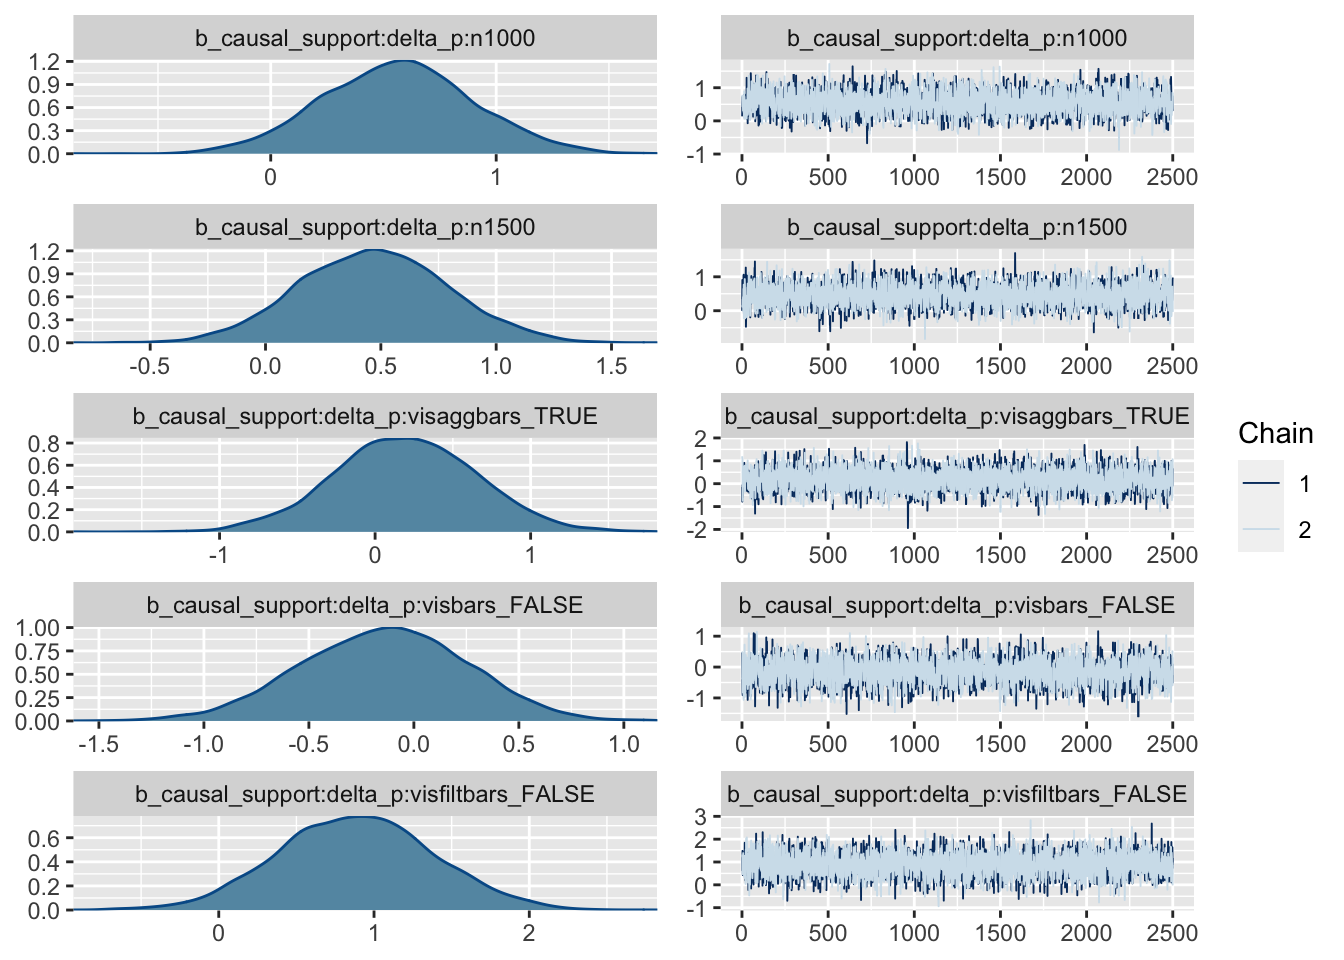 b_causal_support:delta_p:n1000
1.2
0.9
0.6
0.3
0.0
0 1
b_causal_support:delta_p:n1000
1
0
-1
0 500 1000 1500 2000 2500
b_causal_support:delta_p:n1500
1.2
0.9
0.6
0.3
0.0
-0.5 0.0 0.5 1.0 1.5
b_causal_support:delta_p:n1500
1
0
0 500 1000 1500 2000 2500
b_causal_support:delta_p:visaggbars_TRUE
0.8
0.6
0.4
0.2
0.0
-1 0 1
b_causal_support:delta_p:visaggbars_TRUE
2
1
0
-1
-2
0 500 1000 1500 2000 2500
b_causal_support:delta_p:visbars_FALSE
1.00
0.75
0.50
0.25
0.00
-1.5 -1.0 -0.5 0.0 0.5 1.0
b_causal_support:delta_p:visbars_FALSE
1
0
-1
0 500 1000 1500 2000 2500
b_causal_support:delta_p:visfiltbars_FALSE
0.6
0.4
0.2
0.0
0 1 2
b_causal_support:delta_p:visfiltbars_FALSE
3
2
1
0
-1
0 500 1000 1500 2000 2500
Chain
1
2